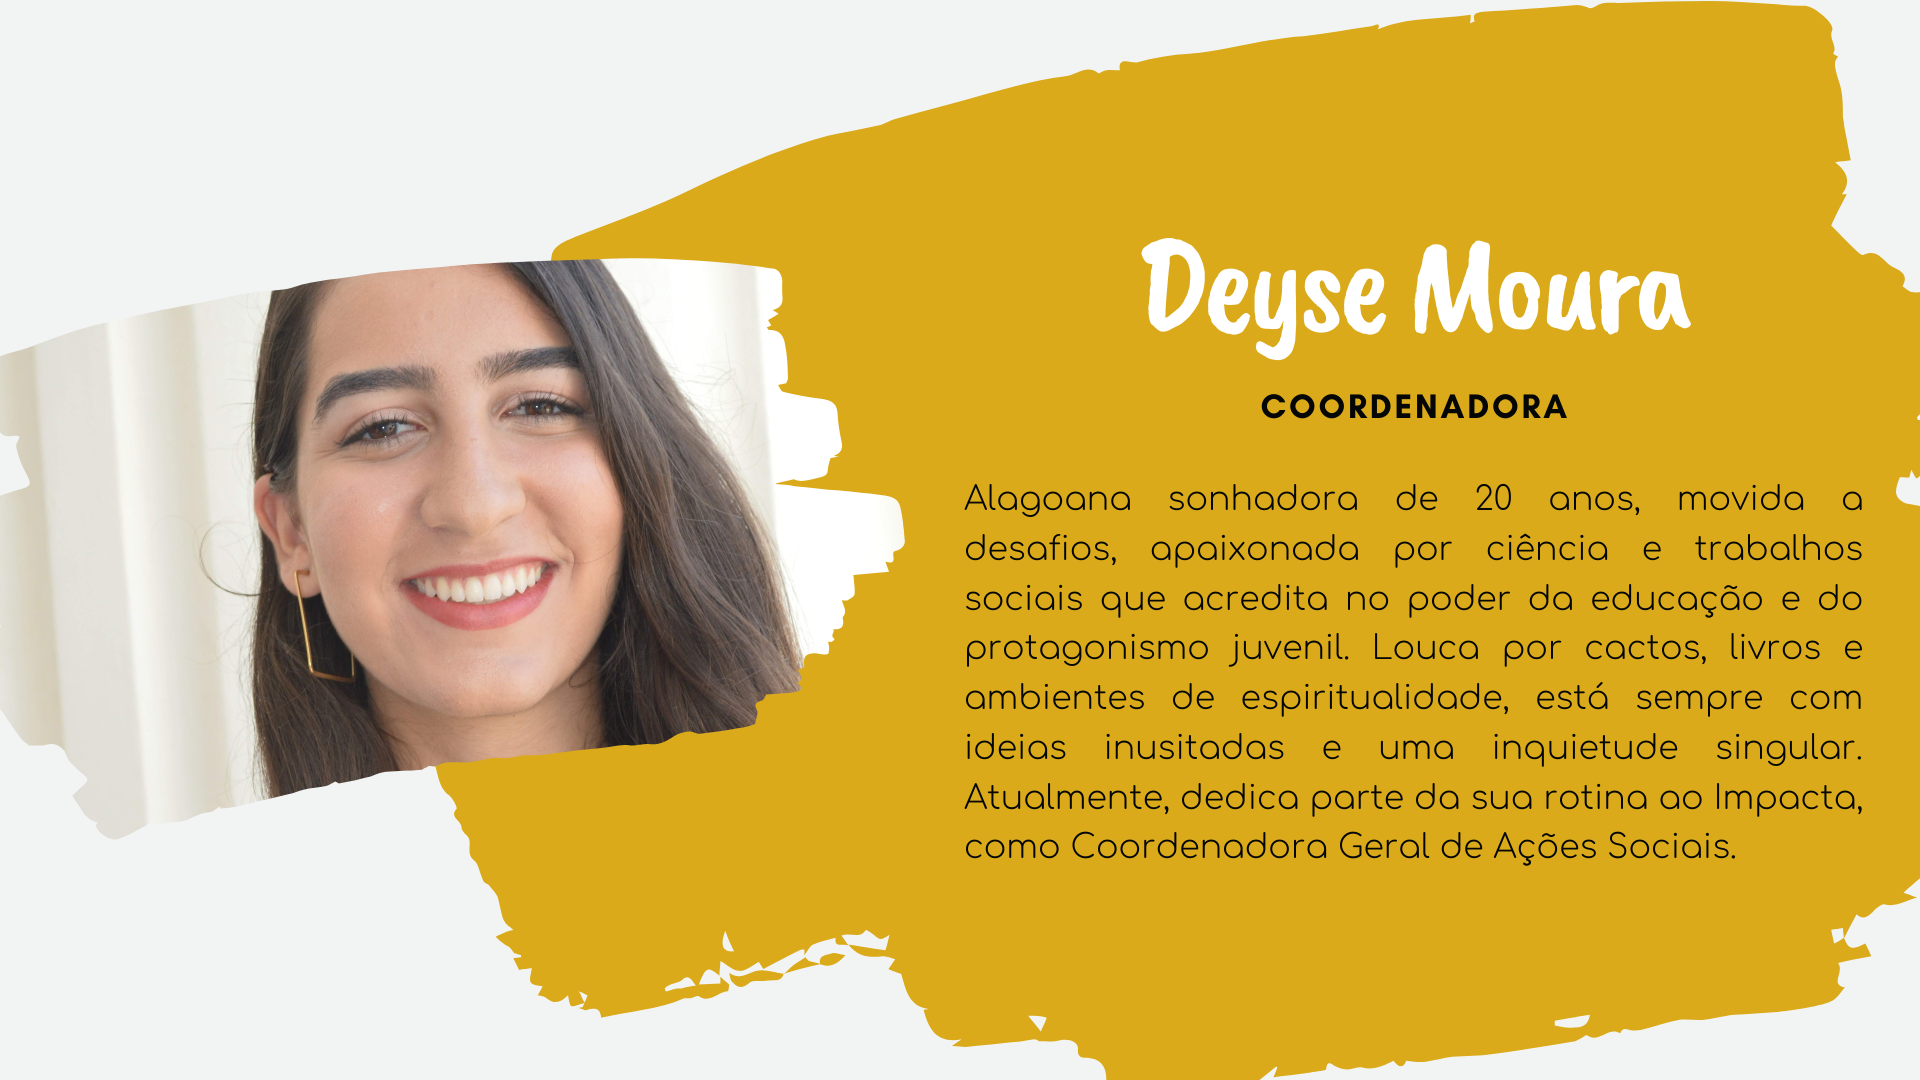 Deyse Moura
COORDENADORA
Alagoana sonhadora de 20 anos, movida a
desafios, apaixonada por ciência e trabalhos
sociais que acredita no poder da educação e do
protagonismo juvenil. Louca por cactos, livros e
ambientes de espiritualidade, está sempre com
ideias inusitadas e uma inquietude singular.
Atualmente, dedica parte da sua rotina ao Impacta,
como Coordenadora Geral de Ações Sociais.